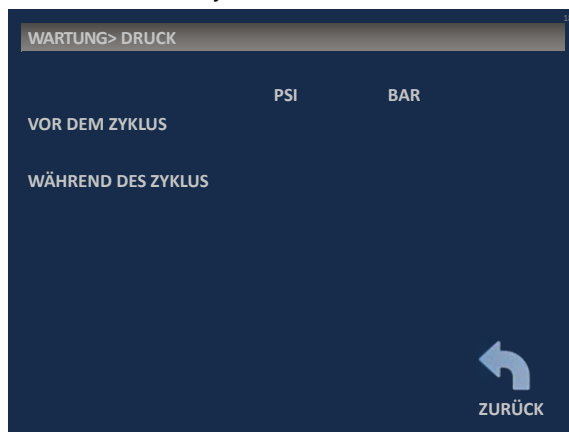 WARTUNG> DRUCK
PSI BAR
VOR DEM ZYKLUS
WÄHREND DES ZYKLUS
ZURÜCK